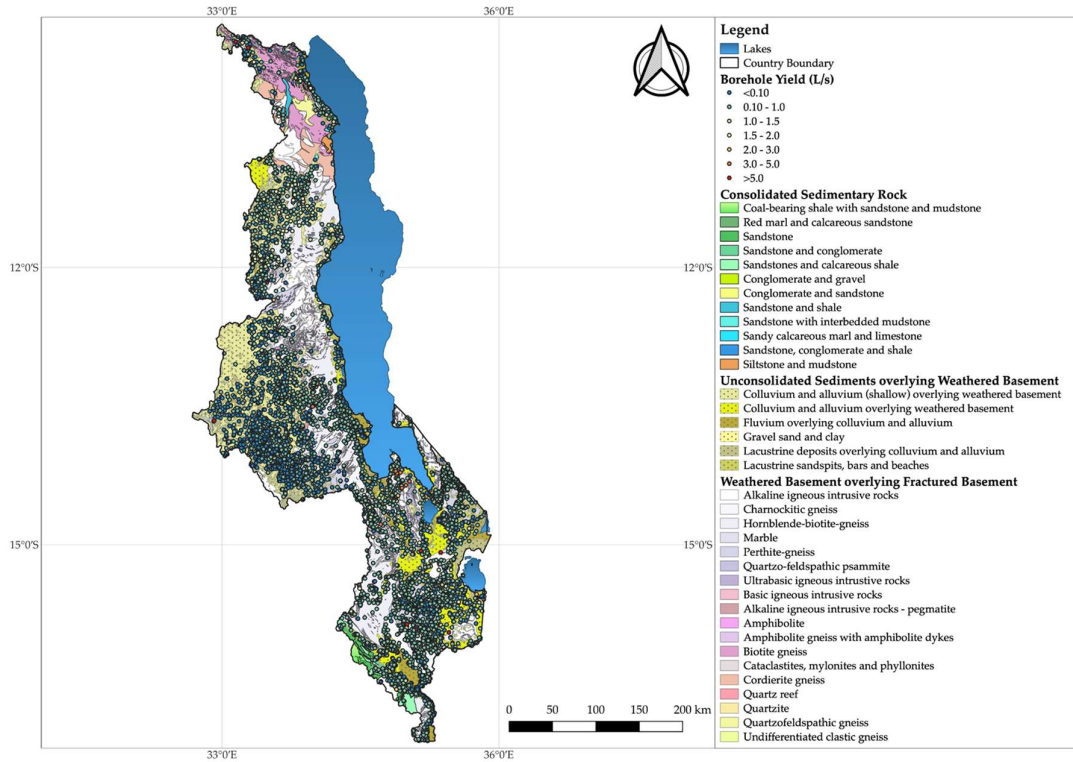 33°0'E
36°0'E
12°0'S
12°0'S
15°0'S
15°0'S
33°0'E
36°0'E
0 50 100 150 200 km
Legend
Lakes
Country Boundary
Borehole Yield (L/s)
<0.10
0.10 - 1.0
1.0 - 1.5
1.5 - 2.0
2.0 - 3.0
3.0 - 5.0
>5.0
Consolidated Sedimentary Rock
Coal-bearing shale with sandstone and mudstone
Red marl and calcareous sandstone
Sandstone
Sandstone and conglomerate
Sandstones and calcareous shale
Conglomerate and gravel
Conglomerate and sandstone
Sandstone and shale
Sandstone with interbedded mudstone
Sandy calcareous marl and limestone
Sandstone, conglomerate and shale
Siltstone and mudstone
Unconsolidated Sediments overlying Weathered Basement
Colluvium and alluvium (shallow) overlying weathered basement
Colluvium and alluvium overlying weathered basement
Fluvium overlying colluvium and alluvium
Gravel sand and clay
Lacustrine deposits overlying colluvium and alluvium
Lacustrine sandspits, bars and beaches
Weathered Basement overlying Fractured Basement
Alkaline igneous intrusive rocks
Charnockitic gneiss
Hornblende-biotite-gneiss
Marble
Perthite-gneiss
Quartzo-feldspathic psammite
Ultrabasic igneous intrustive rocks
Basic igneous intrusive rocks
Alkaline igneous intrusive rocks - pegmatite
Amphibolite
Amphibolite gneiss with amphibolite dykes
Biotite gneiss
Cataclastites, mylonites and phyllonites
Cordierite gneiss
Quartz reef
Quartzite
Quartzofeldspathic gneiss
Undifferentiated clastic gneiss